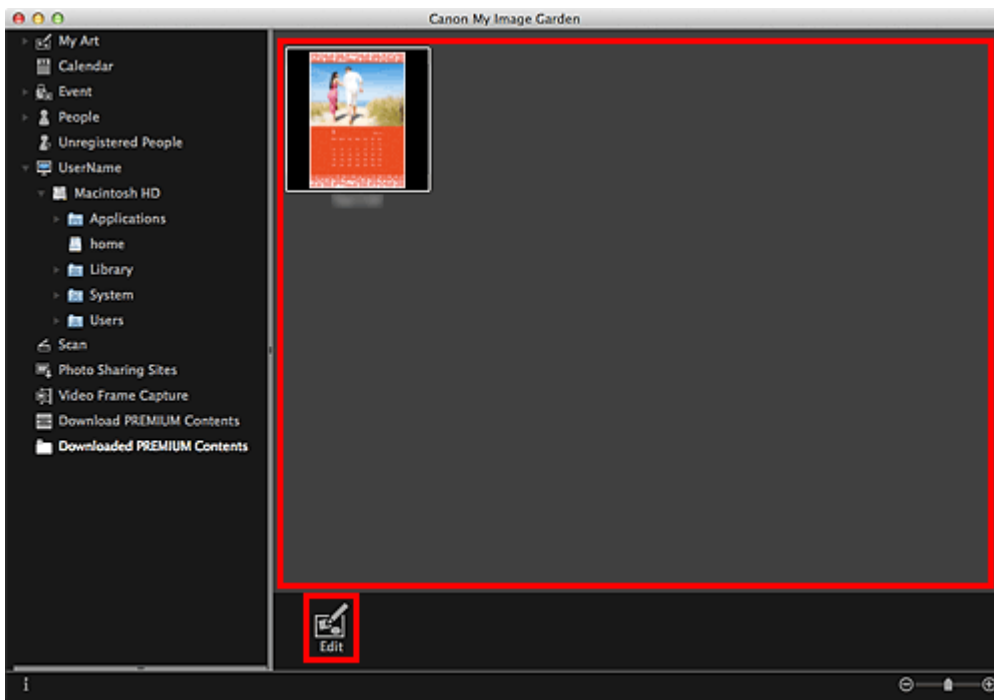 Canon My Image Garden
My Art
Calendar
Event
People
Unregistered People
UserName
Macintosh HD
Applications
home
Library
System
Users
Scan
Photo Sharing Sites
Video Frame Capture
Download PREMIUM Contents
Downloaded PREMIUM Contents
Edit
i